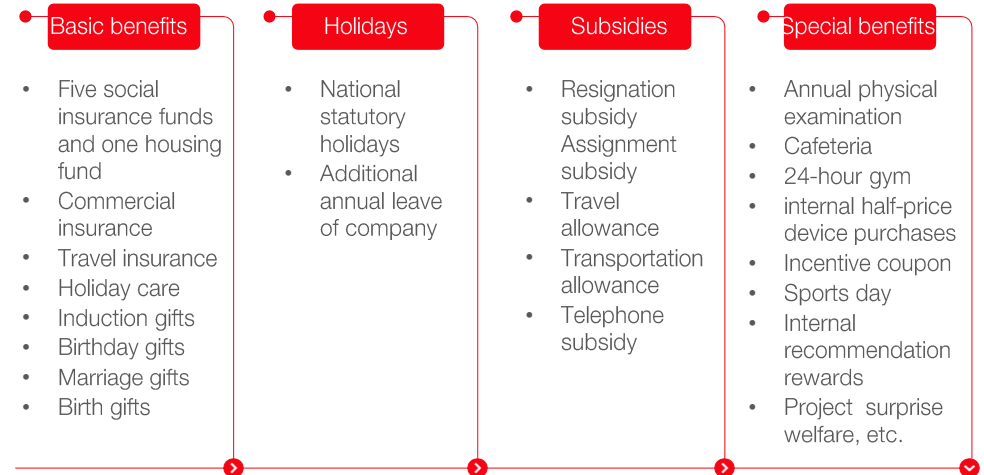 Basic benefits
• Five social
insurance funds
and one housing
fund
• Commercial
insurance
• Travel insurance
• Holiday care
• Induction gifts
• Birthday gifts
• Marriage gifts
• Birth gifts
Holidays
• National
statutory
holidays
• Additional
annual leave
of company
Subsidies
• Resignation
subsidy
Assignment
subsidy
• Travel
allowance
• Transportation
allowance
• Telephone
subsidy
Special benefits
• Annual physical
examination
• Cafeteria
• 24-hour gym
• internal half-price
device purchases
• Incentive coupon
• Sports day
• Internal
recommendation
rewards
• Project surprise
welfare, etc.